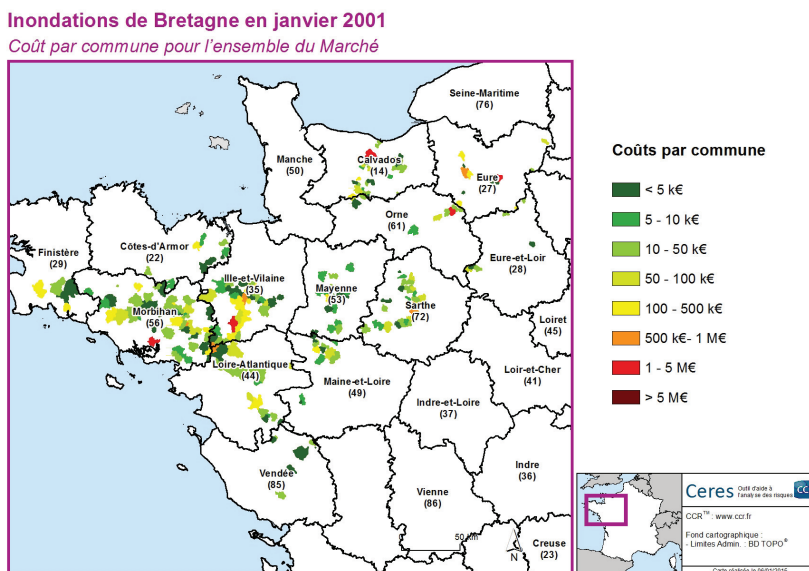 Inondations de Bretagne en janvier 2001
Coût par commune pour l'ensemble du Marché
Seine-Maritime
(76)
Manche
(50)
Calvados
(14)
Eure
(27)
Orne
(61)
Finistère
(29)
Côtes-d'Armor
(22)
Eure-et-Loir
(28)
Ille-et-Vilaine
(35)
Mayenne
(53)
Morbihan
(56)
Sarthe
(72)
Loiret
(45)
Loire-Atlantique
(44)
Maine-et-Loire
(49)
Loir-et-Cher
(41)
Indre-et-Loire
(37)
Vendée
(85)
Vienne
(86)
Indre
(36)
Creuse
(23)
50 km
N
Coûts par commune
< 5 k€
5 - 10 k€
10 - 50 k€
50 - 100 k€
100 - 500 k€
500 k€- 1 M€
1 - 5 M€
> 5 M€
Ceres Outil d'aide à
l'analyse des risques
CC
CCR™ : www.ccr.fr
Fond cartographique :
- Limites Admin. : BD TOPO®
Carte réalisée le